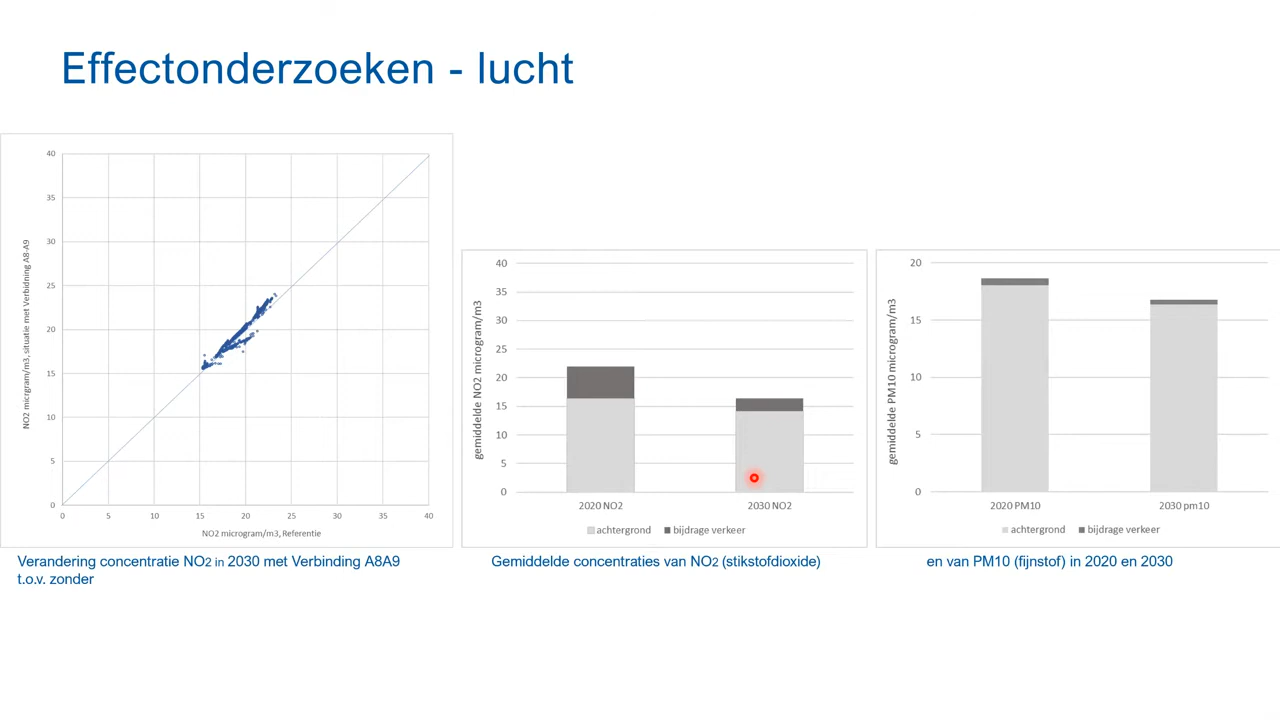 Effectonderzoeken - lucht
40
35
30
25
20
15
10
5
0
NO2 micrgram/m3, situatie met Verbidning A8-A9
0 5 10 15 20 25 30 35 40
NO2 microgram/m3, Referentie
Verandering concentratie NO2 in 2030 met Verbinding A8A9
t.o.v. zonder
40
35
30
25
20
15
10
5
0
gemiddelde NO2 microgram/m3
2020 NO2 2030 NO2
achtergrond bijdrage verkeer
Gemiddelde concentraties van NO2 (stikstofdioxide)
20
15
10
5
0
gemiddelde PM10 microgram/m3
2020 PM10 2030 pm10
achtergrond bijdrage verkeer
en van PM10 (fijnstof) in 2020 en 2030